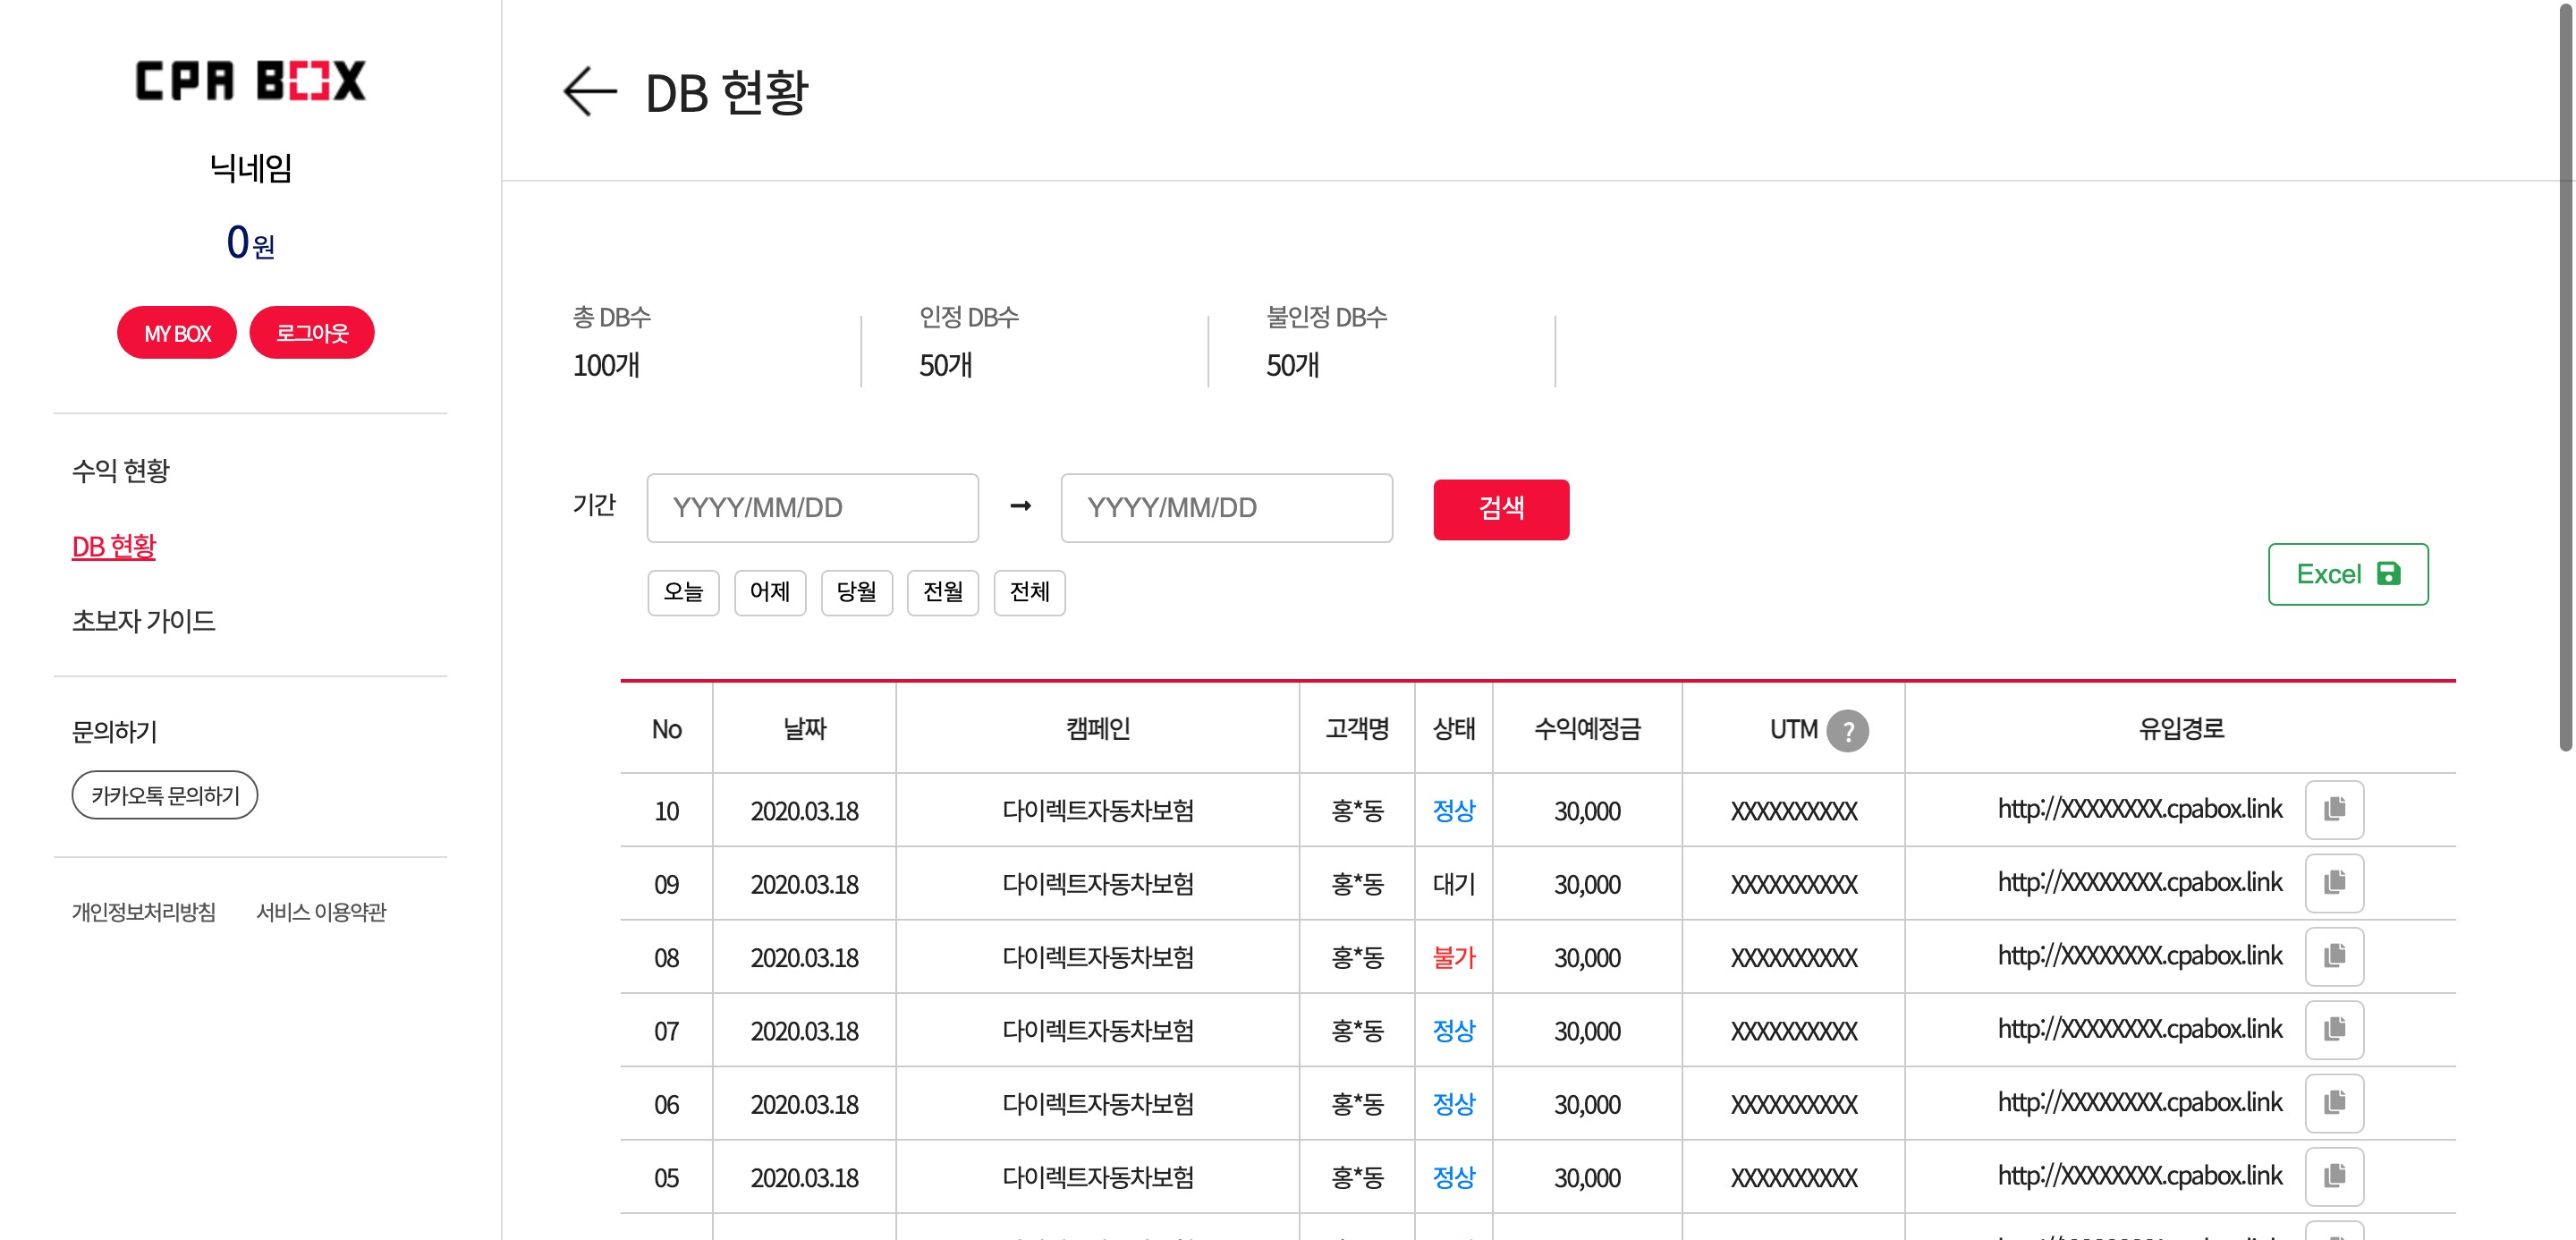 CPA BOX
닉네임
0원
MY BOX 로그아웃
수익 현황
DB 현황
초보자 가이드
문의하기
카카오톡 문의하기
개인정보처리방침 서비스 이용약관
DB 현황
총 DB수 인정 DB수 불인정 DB수
100개 50개 50개
기간 YYYY/MM/DD → YYYY/MM/DD 검색
오늘 어제 당월 전월 전체
Excel
No 날짜 캠페인 고객명 상태 수익예정금 UTM ? 유입경로
10 2020.03.18 다이렉트자동차보험 홍*동 정상 30,000 XXXXXXXXXX http://XXXXXXXX.cpabox.link
09 2020.03.18 다이렉트자동차보험 홍*동 대기 30,000 XXXXXXXXXX http://XXXXXXXX.cpabox.link
08 2020.03.18 다이렉트자동차보험 홍*동 불가 30,000 XXXXXXXXXX http://XXXXXXXX.cpabox.link
07 2020.03.18 다이렉트자동차보험 홍*동 정상 30,000 XXXXXXXXXX http://XXXXXXXX.cpabox.link
06 2020.03.18 다이렉트자동차보험 홍*동 정상 30,000 XXXXXXXXXX http://XXXXXXXX.cpabox.link
05 2020.03.18 다이렉트자동차보험 홍*동 정상 30,000 XXXXXXXXXX http://XXXXXXXX.cpabox.link